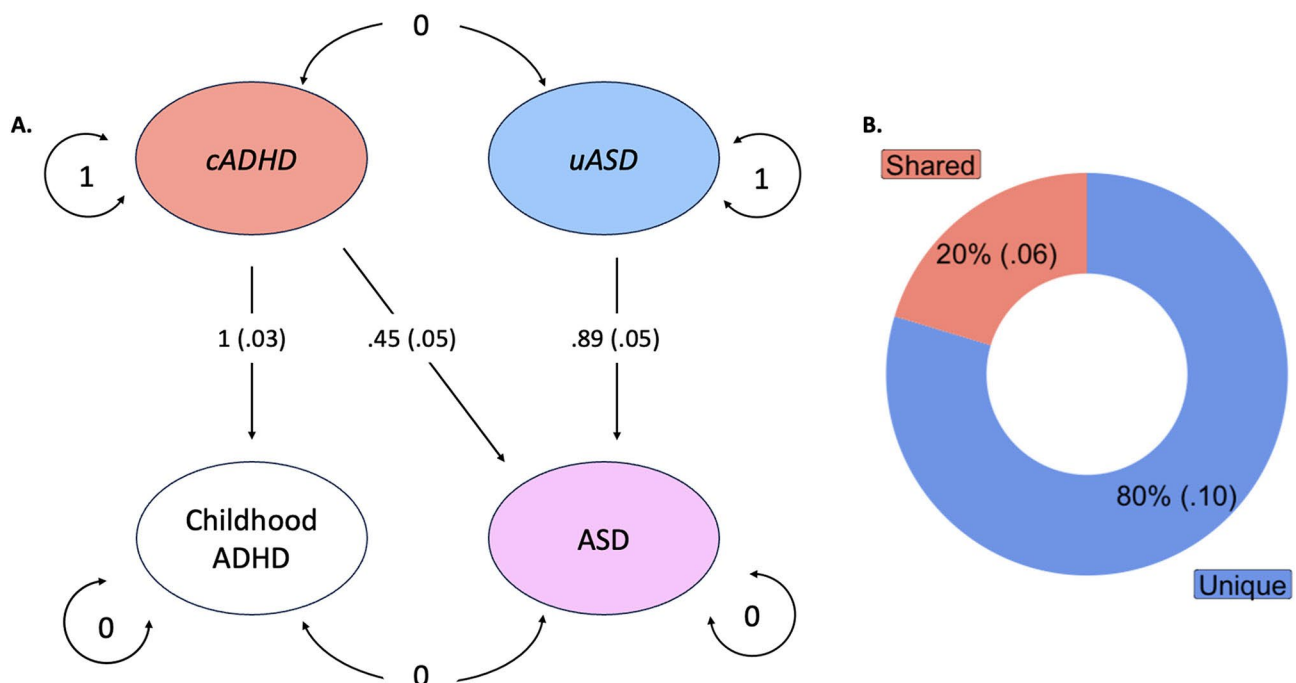 A.
0
cADHD
uASD
1
1
1 (.03)
.45 (.05)
.89 (.05)
Childhood
ADHD
ASD
0
0
0
B.
Shared
20% (.06)
80% (.10)
Unique